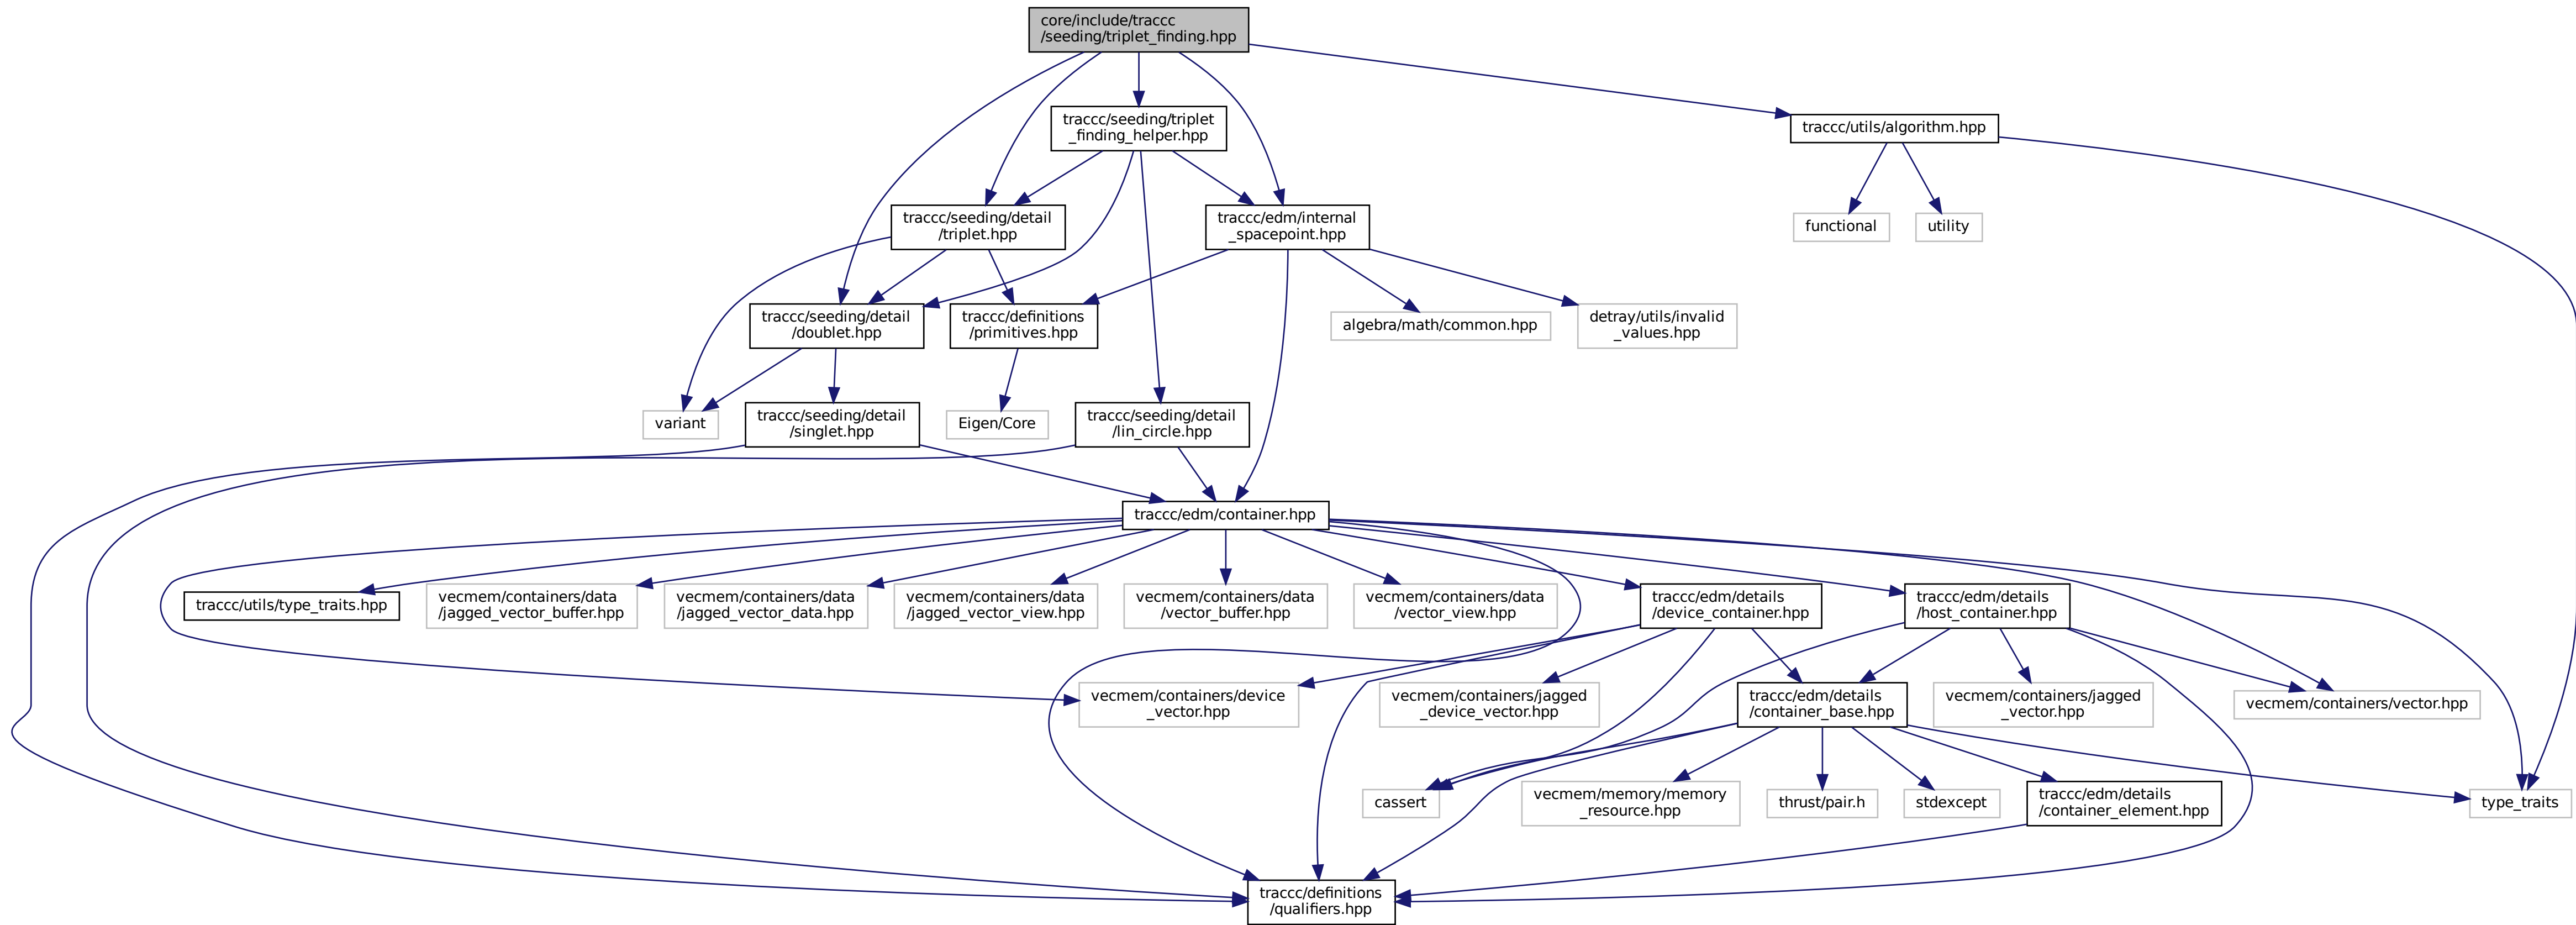 core/include/traccc
/seeding/triplet_finding.hpp
traccc/seeding/triplet
_finding_helper.hpp
traccc/utils/algorithm.hpp
traccc/seeding/detail
/triplet.hpp
traccc/edm/internal
_spacepoint.hpp
functional
utility
traccc/seeding/detail
/doublet.hpp
traccc/definitions
/primitives.hpp
algebra/math/common.hpp
detray/utils/invalid
_values.hpp
variant
traccc/seeding/detail
/singlet.hpp
Eigen/Core
traccc/seeding/detail
/lin_circle.hpp
traccc/edm/container.hpp
traccc/utils/type_traits.hpp
vecmem/containers/data
/jagged_vector_buffer.hpp
vecmem/containers/data
/jagged_vector_data.hpp
vecmem/containers/data
/jagged_vector_view.hpp
vecmem/containers/data
/vector_buffer.hpp
vecmem/containers/data
/vector_view.hpp
traccc/edm/details
/device_container.hpp
traccc/edm/details
/host_container.hpp
vecmem/containers/device
_vector.hpp
vecmem/containers/jagged
_device_vector.hpp
traccc/edm/details
/container_base.hpp
vecmem/containers/jagged
_vector.hpp
vecmem/containers/vector.hpp
cassert
vecmem/memory/memory
_resource.hpp
thrust/pair.h
stdexcept
traccc/edm/details
/container_element.hpp
type_traits
traccc/definitions
/qualifiers.hpp